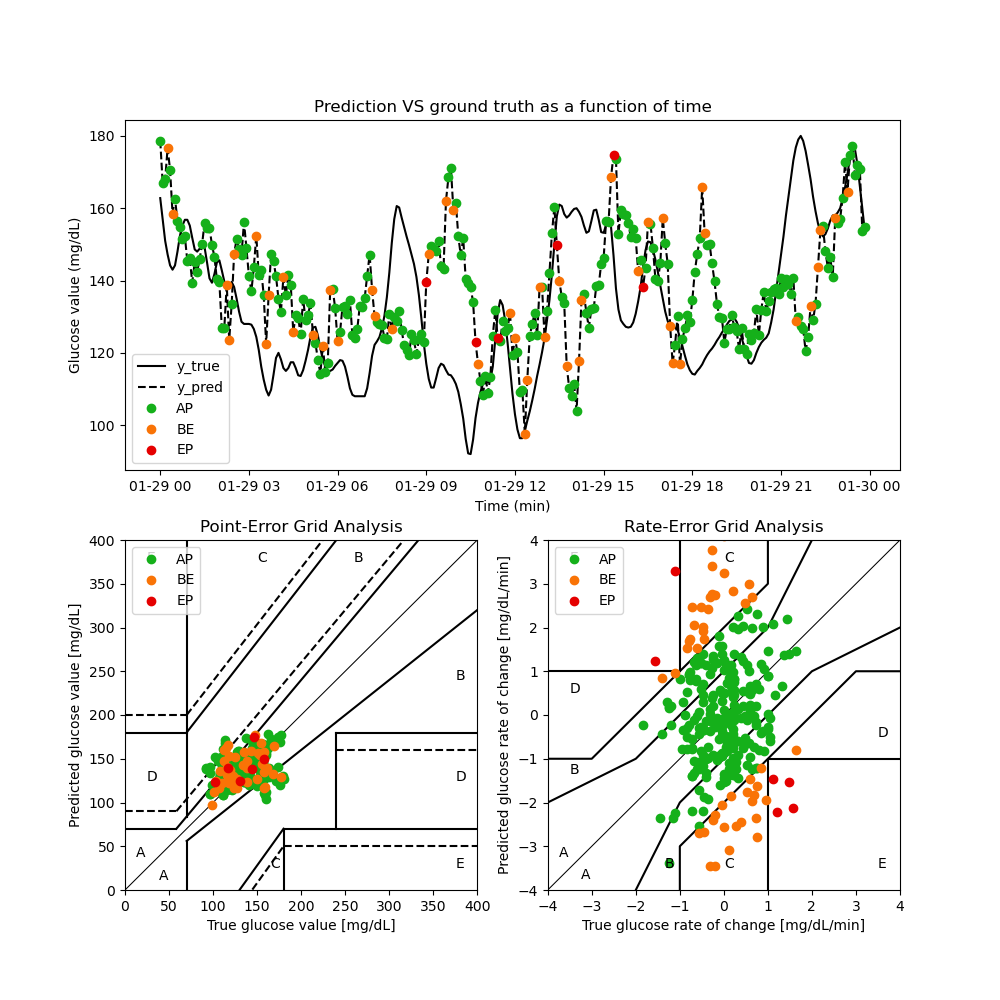 Prediction VS ground truth as a function of time
Glucose value (mg/dL)
180
160
140
120
100
y_true
y_pred
AP
BE
EP
01-29 00 01-29 03 01-29 06 01-29 09 01-29 12 01-29 15 01-29 18 01-29 21 01-30 00
Time (min)
Point-Error Grid Analysis
Predicted glucose value [mg/dL]
400
350
300
250
200
150
100
50
0
AP
BE
EP
C
B
B
D
D
A
A
C
E
0 50 100 150 200 250 300 350 400
True glucose value [mg/dL]
Rate-Error Grid Analysis
Predicted glucose rate of change [mg/dL/min]
4
3
2
1
0
−1
−2
−3
−4
AP
BE
EP
C
D
D
B
A
A
B
C
E
−4 −3 −2 −1 0 1 2 3 4
True glucose rate of change [mg/dL/min]